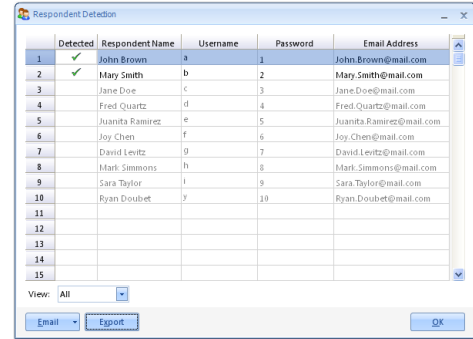 Respondent Detection
Detected Respondent Name Username Password Email Address
1 John Brown a 1 John.Brown@mail.com
2 Mary Smith b 2 Mary.Smith@mail.com
3 Jane Doe c 3 Jane.Doe@mail.com
4 Fred Quartz d 4 Fred.Quartz@mail.com
5 Juanita Ramirez e 5 Juanita.Ramirez@mail.com
6 Joy Chen f 6 Joy.Chen@mail.com
7 David Levitz g 7 David.Levitz@mail.com
8 Mark Simmons h 8 Mark.Simmons@mail.com
9 Sara Taylor i 9 Sara.Taylor@mail.com
10 Ryan Doubet y 10 Ryan.Doubet@mail.com
11
12
13
14
15
View: All
Email Export OK